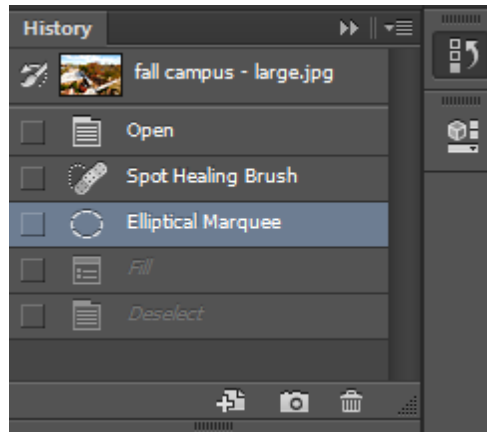 History
fall campus - large.jpg
Open
Spot Healing Brush
Elliptical Marquee
Fill
Deselect